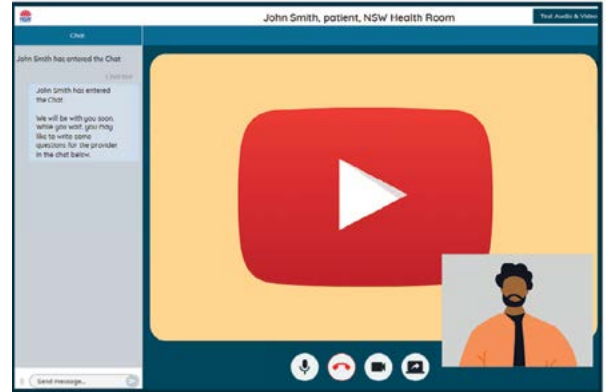 John Smith, patient, NSW Health Room
Test Audio & Video
Chat
John Smith has entered the Chat
John Smith has entered
the Chat
We will be with you soon.
While you wait, you may
like to write some
questions for the provider
in the chat below.
Send message...